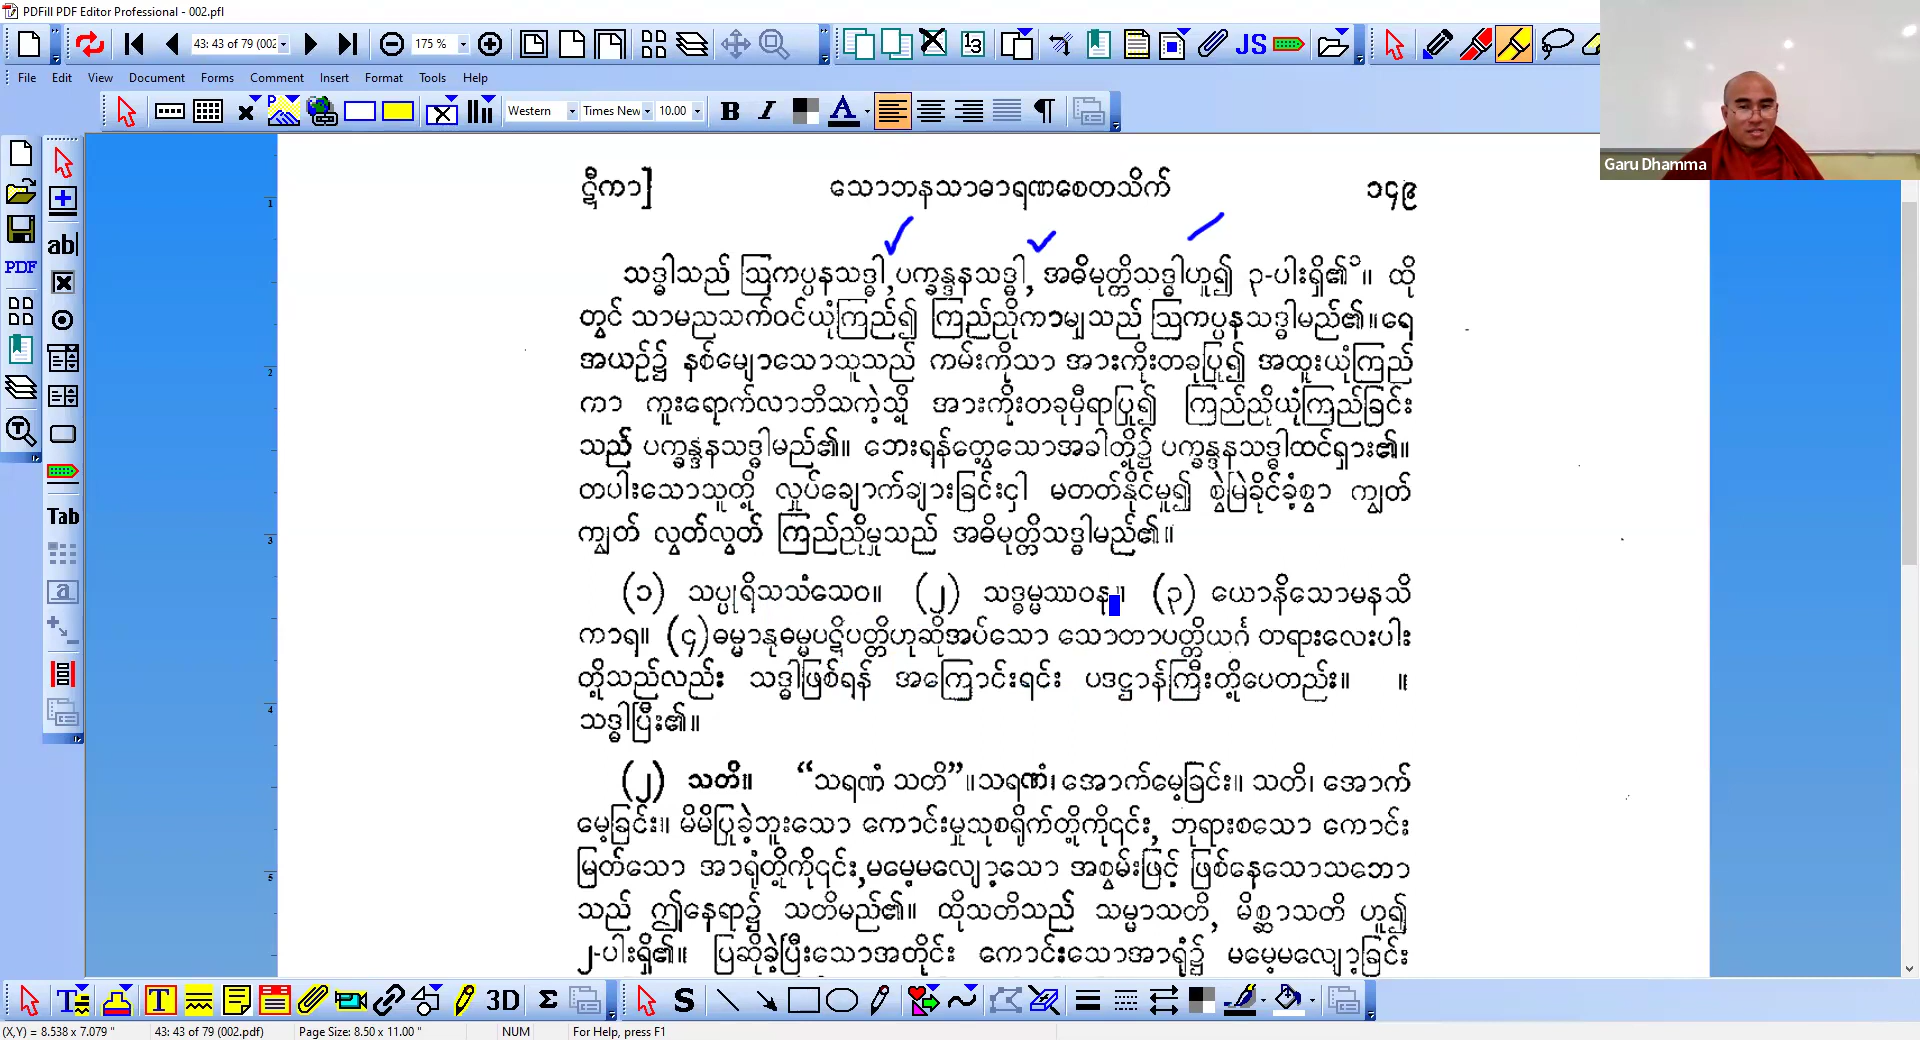 PDFill PDF Editor Professional - 002.pfl
43: 43 of 79 (002
175 %
JS
File Edit View Document Forms Comment Insert Format Tools Help
Western Times New 10.00 B I A ¶
Garu Dhamma
ab
PDF
Tab
ဋီကာ] သောဘနသာဓာရဏစေတသိက် ၁၄၉
သဒ္ဓါသည် ဩကပ္ပနသဒ္ဓါ, ပက္ခန္ဒနသဒ္ဓါ, အဓိမုတ္တိသဒ္ဓါဟူ၍ ၃-ပါးရှိ၏။ ထို
တွင် သာမညသက်ဝင်ယုံကြည်၍ ကြည်ညိုကာမျှသည် ဩကပ္ပနသဒ္ဓါမည်၏။ ရေ
အယဉ်၌ နစ်မျောသောသူသည် ကမ်းကိုသာ အားကိုးတခုပြု၍ အထူးယုံကြည်
ကာ ကူးရောက်လာဘိသကဲ့သို့ အားကိုးတခုမှီရာပြု၍ ကြည်ညိုယုံကြည်ခြင်း
သည် ပက္ခန္ဒနသဒ္ဓါမည်၏။ ဘေးရန်တွေ့သောအခါတို့၌ ပက္ခန္ဒနသဒ္ဓါထင်ရှား၏။
တပါးသောသူတို့ လှုပ်ချောက်ချားခြင်းငှါ မတတ်နိုင်မူ၍ စွဲမြဲခိုင်ခံ့စွာ ကျွတ်
ကျွတ် လွတ်လွတ် ကြည်ညိုမှုသည် အဓိမုတ္တိသဒ္ဓါမည်၏။
(၁) သပ္ပုရိသသံသေဝ။ (၂) သဒ္ဓမ္မဿဝန။ (၃) ယောနိသောမနသိ
ကာရ။ (၄) ဓမ္မာနုဓမ္မပဋိပတ္တိဟုဆိုအပ်သော သောတာပတ္တိယင်္ဂ တရားလေးပါး
တို့သည်လည်း သဒ္ဓါဖြစ်ရန် အကြောင်းရင်း ပဒဋ္ဌာန်ကြီးတို့ပေတည်း။ ။
သဒ္ဓါပြီး၏။
(၂) သတိ။ “သရဏံ သတိ”။ သရဏံ၊ အောက်မေ့ခြင်း။ သတိ၊ အောက်
မေ့ခြင်း။ မိမိပြုခဲ့ဘူးသော ကောင်းမှုသုစရိုက်တို့ကို၎င်း, ဘုရားစသော ကောင်း
မြတ်သော အာရုံတို့ကို၎င်း, မမေ့မလျော့သော အစွမ်းဖြင့် ဖြစ်နေသောသဘော
သည် ဤနေရာ၌ သတိမည်၏။ ထိုသတိသည် သမ္မာသတိ, မိစ္ဆာသတိ ဟူ၍
၂-ပါးရှိ၏။ ပြဆိုခဲ့ပြီးသောအတိုင်း ကောင်းသောအာရုံ၌ မမေ့မလျော့ခြင်း
3D Σ S
(X,Y) = 8.538 x 7.079 " 43: 43 of 79 (002.pdf) Page Size: 8.50 x 11.00 " NUM For Help, press F1